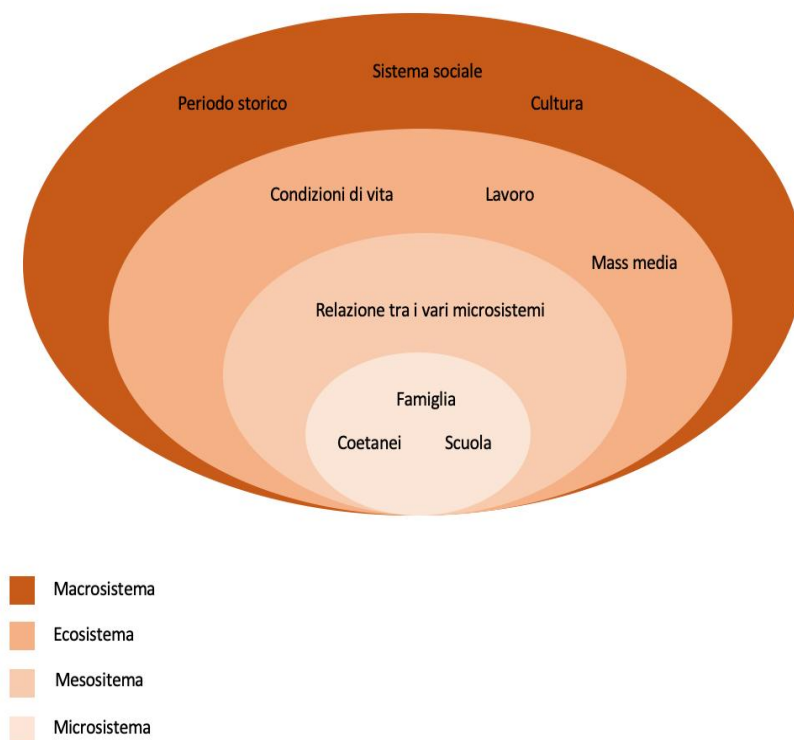 Sistema sociale
Periodo storico
Cultura
Condizioni di vita
Lavoro
Mass media
Relazione tra i vari microsistemi
Famiglia
Coetanei
Scuola
Macrosistema
Ecosistema
Mesositema
Microsistema